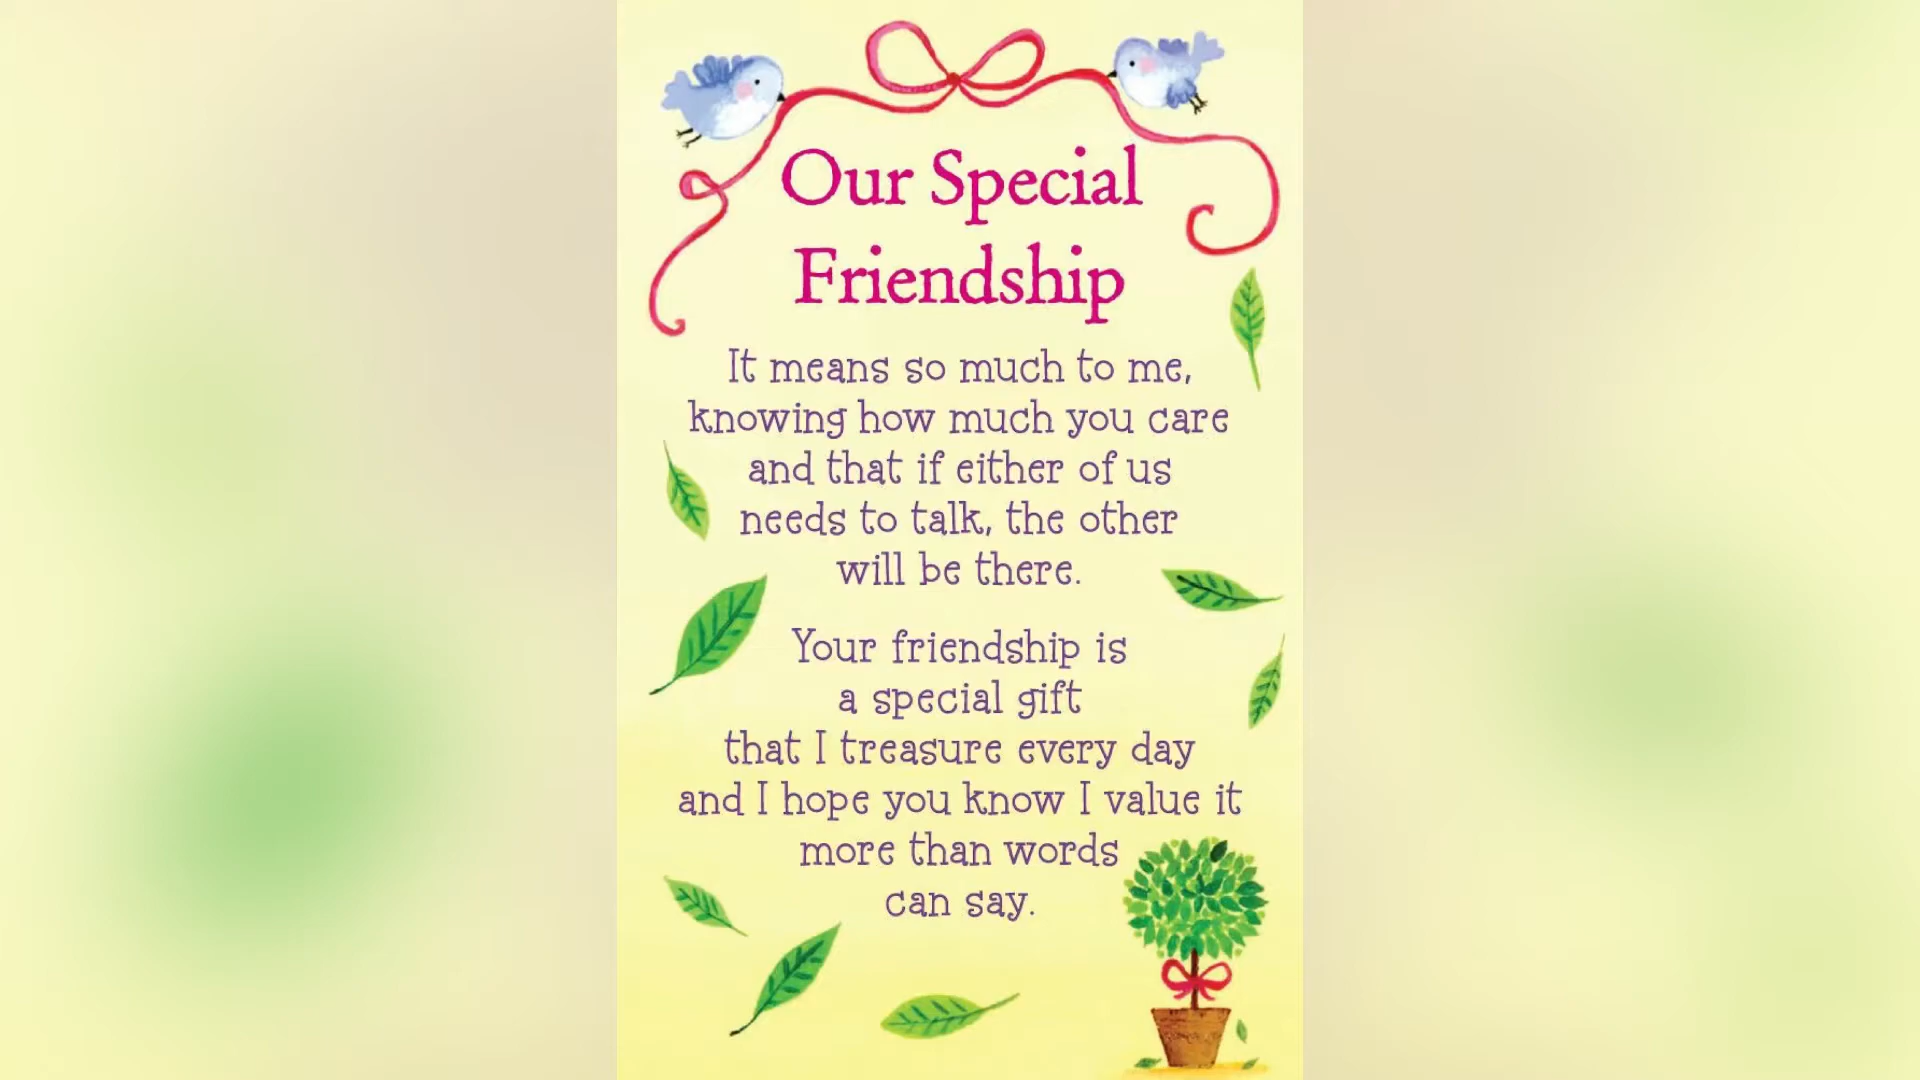 Our Special
Friendship
It means so much to me,
knowing how much you care
and that if either of us
needs to talk, the other
will be there.
Your friendship is
a special gift
that I treasure every day
and I hope you know I value it
more than words
can say.